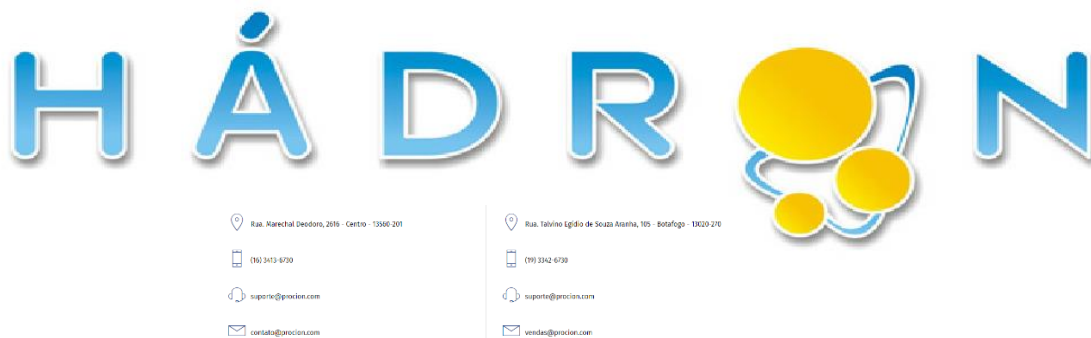 HÁDRON
Rua. Marechal Deodoro, 2616 - Centro - 13560-201
(16) 3413-6730
suporte@procion.com
contato@procion.com
Rua. Talvino Egídio de Souza Aranha, 105 - Botafogo - 13020-270
(19) 3342-6730
suporte@procion.com
vendas@procion.com